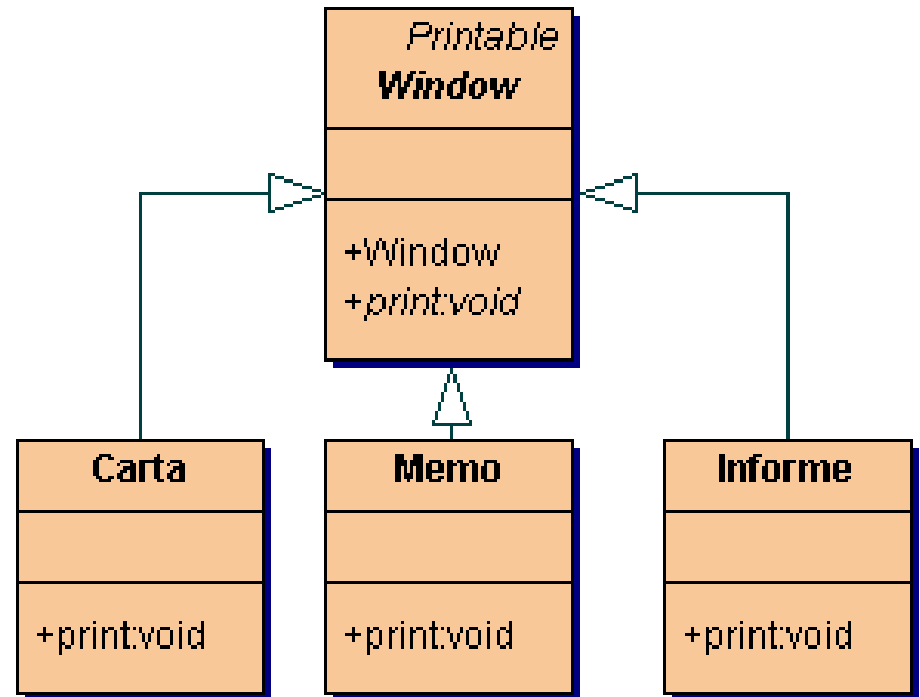 Printable
Window
+Window
+print:void
Carta
+print:void
Memo
+print:void
Informe
+print:void